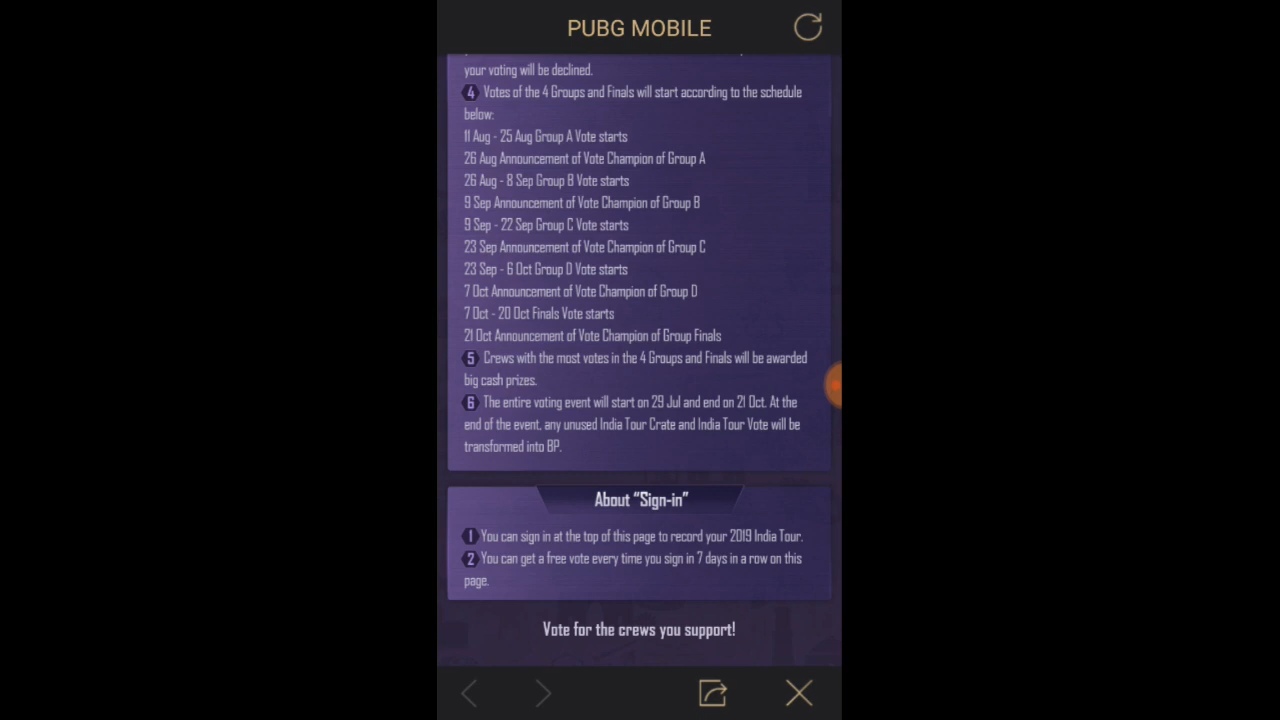 PUBG MOBILE
your voting will be declined.
4 Votes of the 4 Groups and Finals will start according to the schedule
below:
11 Aug - 25 Aug Group A Vote starts
26 Aug Announcement of Vote Champion of Group A
26 Aug - 8 Sep Group B Vote starts
9 Sep Announcement of Vote Champion of Group B
9 Sep - 22 Sep Group C Vote starts
23 Sep Announcement of Vote Champion of Group C
23 Sep - 6 Oct Group D Vote starts
7 Oct Announcement of Vote Champion of Group D
7 Oct - 20 Oct Finals Vote starts
21 Oct Announcement of Vote Champion of Group Finals
5 Crews with the most votes in the 4 Groups and Finals will be awarded
big cash prizes.
6 The entire voting event will start on 29 Jul and end on 21 Oct. At the
end of the event, any unused India Tour Crate and India Tour Vote will be
transformed into BP.
About “Sign-in”
1 You can sign in at the top of this page to record your 2019 India Tour.
2 You can get a free vote every time you sign in 7 days in a row on this
page.
Vote for the crews you support!